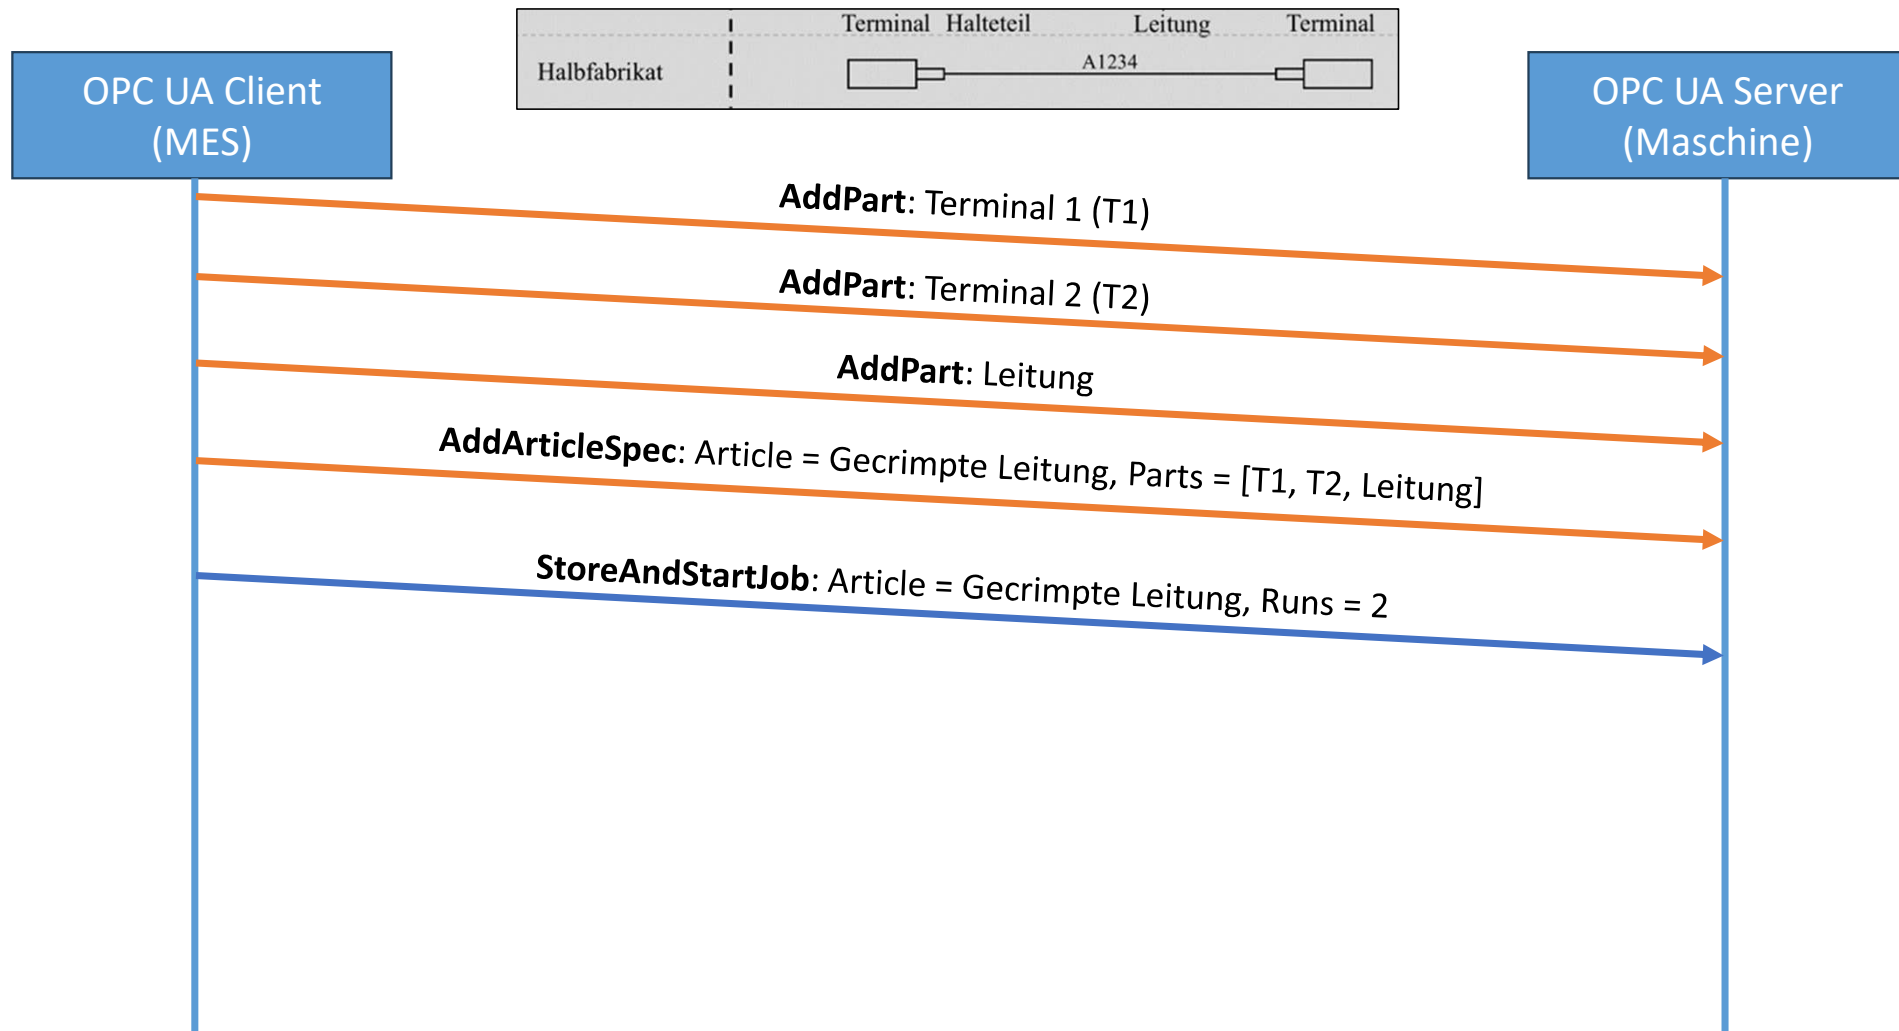 Terminal Halteteil Leitung Terminal
Halbfabrikat
A1234
OPC UA Client
(MES)
OPC UA Server
(Maschine)
AddPart: Terminal 1 (T1)
AddPart: Terminal 2 (T2)
AddPart: Leitung
AddArticleSpec: Article = Gecrimpte Leitung, Parts = [T1, T2, Leitung]
StoreAndStartJob: Article = Gecrimpte Leitung, Runs = 2